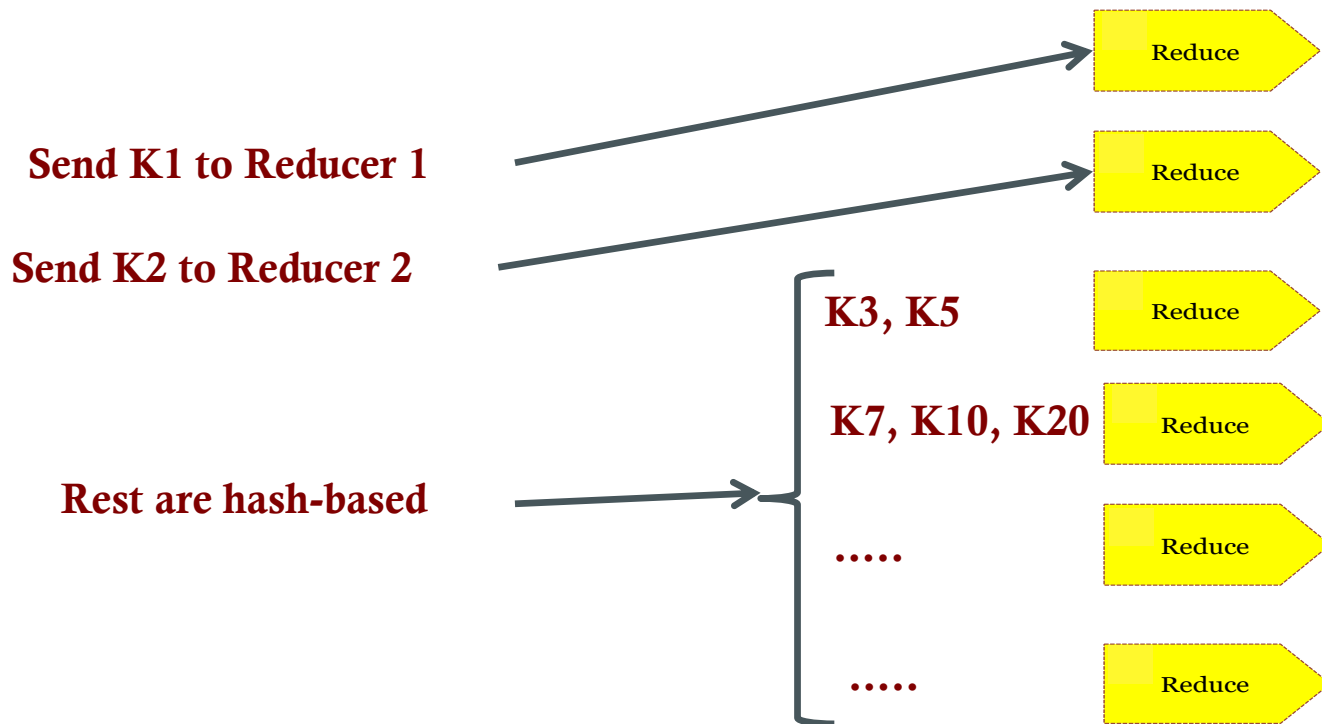 Reduce
Send K1 to Reducer 1
Reduce
Send K2 to Reducer 2
K3, K5
Reduce
K7, K10, K20
Reduce
Rest are hash-based
.....
Reduce
.....
Reduce